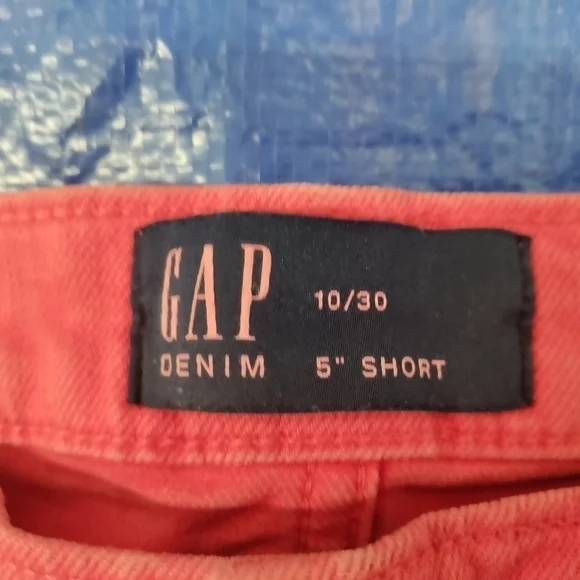 GAP
10/30
DENIM
5" SHORT